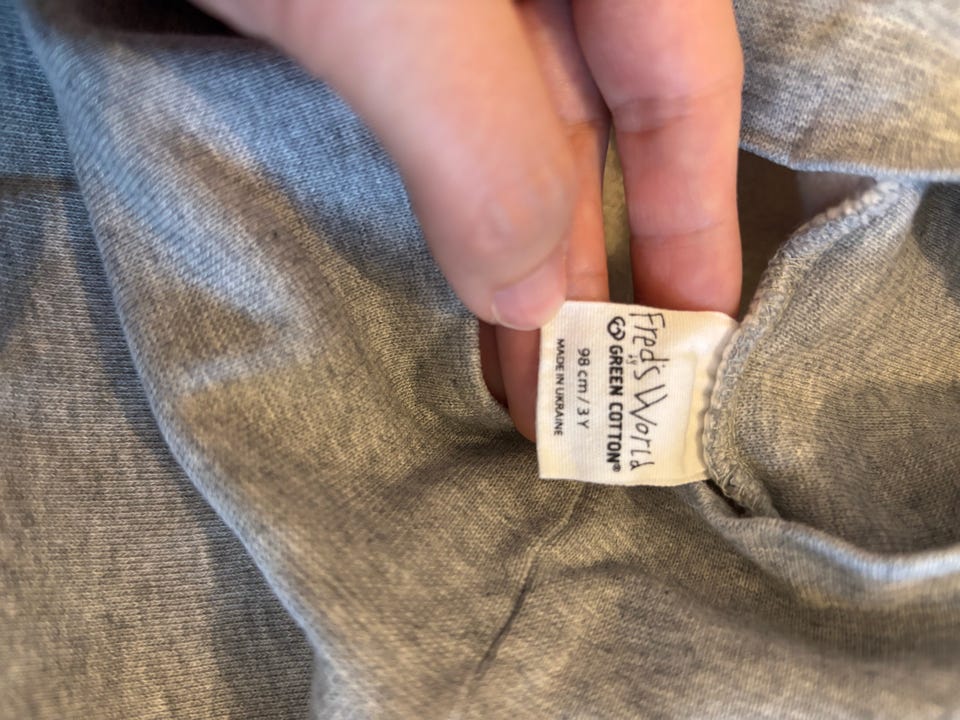 Fred's World
BY
GREEN COTTON®
98 cm / 3 Y
MADE IN UKRAINE